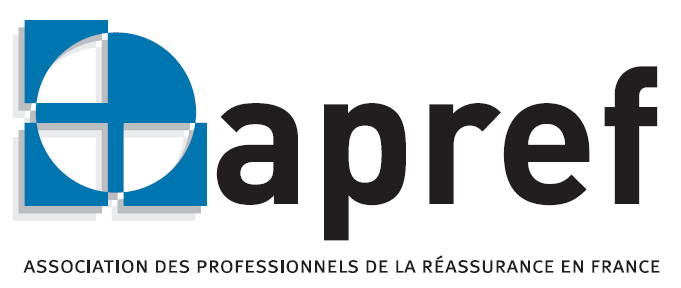 apref
ASSOCIATION DES PROFESSIONNELS DE LA RÉASSURANCE EN FRANCE